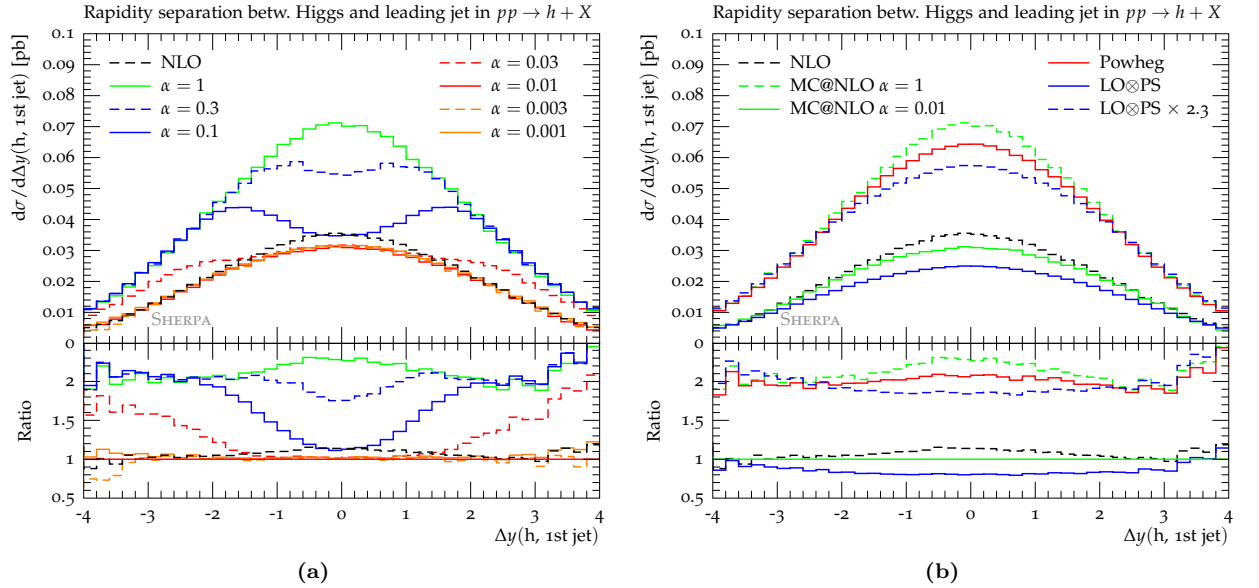 Rapidity separation betw. Higgs and leading jet in pp → h + X
dσ/dΔy(h, 1st jet) [pb]
0.1
0.09
0.08
0.07
0.06
0.05
0.04
0.03
0.02
0.01
0
NLO
α = 1
α = 0.3
α = 0.1
α = 0.03
α = 0.01
α = 0.003
α = 0.001
SHERPA
Ratio
2
1.5
1
0.5
-4 -3 -2 -1 0 1 2 3 4
Δy(h, 1st jet)
(a)
Rapidity separation betw. Higgs and leading jet in pp → h + X
dσ/dΔy(h, 1st jet) [pb]
0.1
0.09
0.08
0.07
0.06
0.05
0.04
0.03
0.02
0.01
0
NLO
MC@NLO α = 1
MC@NLO α = 0.01
Powheg
LO⊗PS
LO⊗PS × 2.3
SHERPA
Ratio
2
1.5
1
0.5
-4 -3 -2 -1 0 1 2 3 4
Δy(h, 1st jet)
(b)